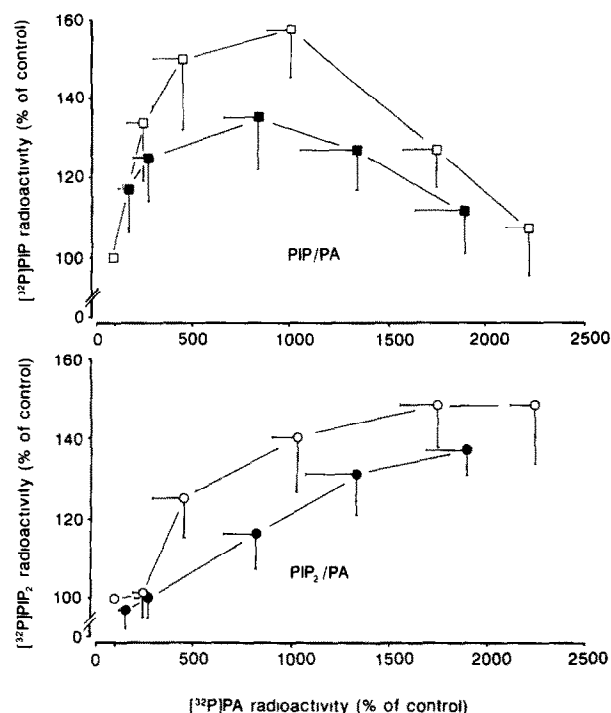 [³²P]PIP radioactivity (% of control)
160
140
120
100
0
PIP/PA
0 500 1000 1500 2000 2500
[³²P]PIP₂ radioactivity (% of control)
160
140
120
100
0
PIP₂/PA
0 500 1000 1500 2000 2500
[³²P]PA radioactivity (% of control)